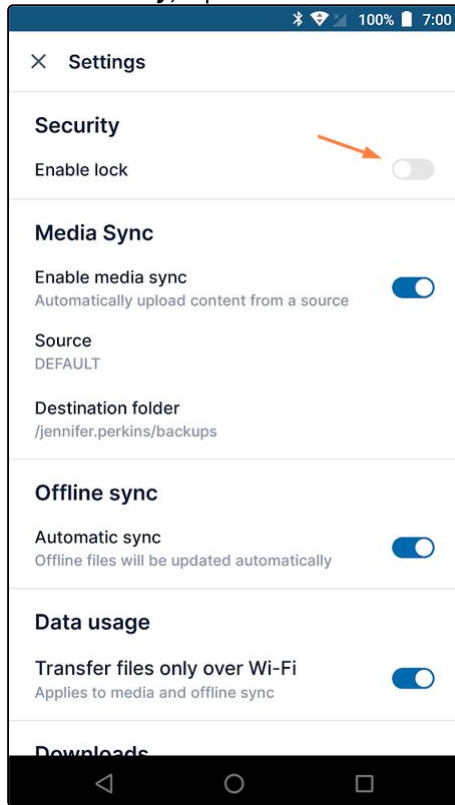 100% 7:00
Settings
Security
Enable lock
Media Sync
Enable media sync
Automatically upload content from a source
Source
DEFAULT
Destination folder
/jennifer.perkins/backups
Offline sync
Automatic sync
Offline files will be updated automatically
Data usage
Transfer files only over Wi-Fi
Applies to media and offline sync
Downloads